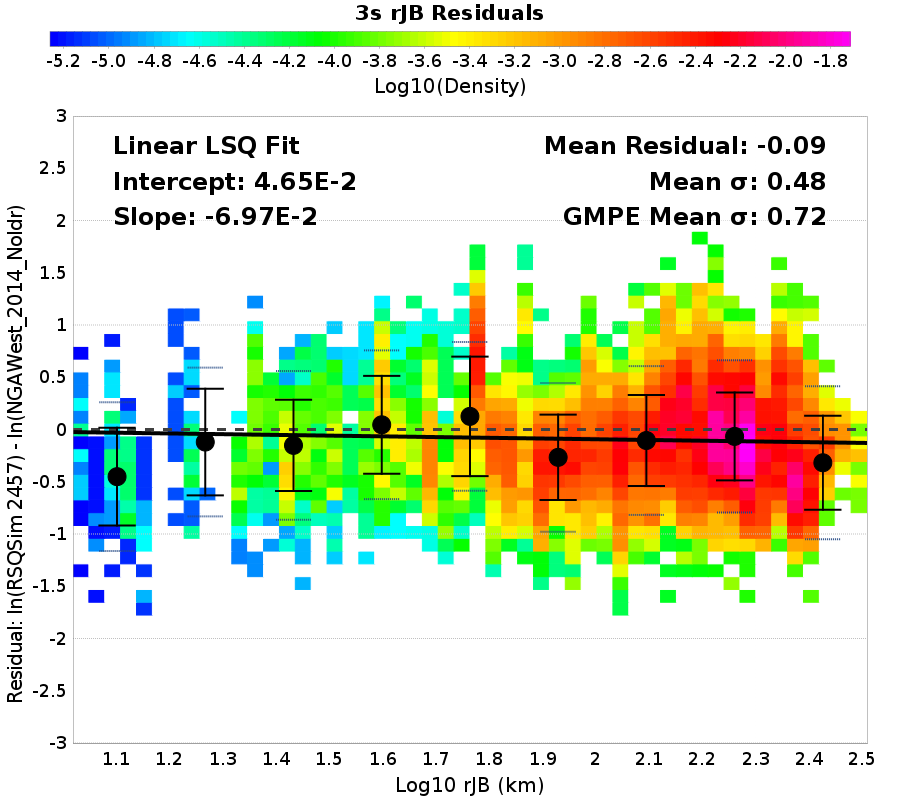 3s rJB Residuals
-5.2 -5.0 -4.8 -4.6 -4.4 -4.2 -4.0 -3.8 -3.6 -3.4 -3.2 -3.0 -2.8 -2.6 -2.4 -2.2 -2.0 -1.8
Log10(Density)
Linear LSQ Fit
Intercept: 4.65E-2
Slope: -6.97E-2
Mean Residual: -0.09
Mean σ: 0.48
GMPE Mean σ: 0.72
Residual: ln(RSQSim 2457) - ln(NGAWest_2014_NoIdr)
3
2.5
2
1.5
1
0.5
0
-0.5
-1
-1.5
-2
-2.5
-3
1.1 1.2 1.3 1.4 1.5 1.6 1.7 1.8 1.9 2 2.1 2.2 2.3 2.4 2.5
Log10 rJB (km)